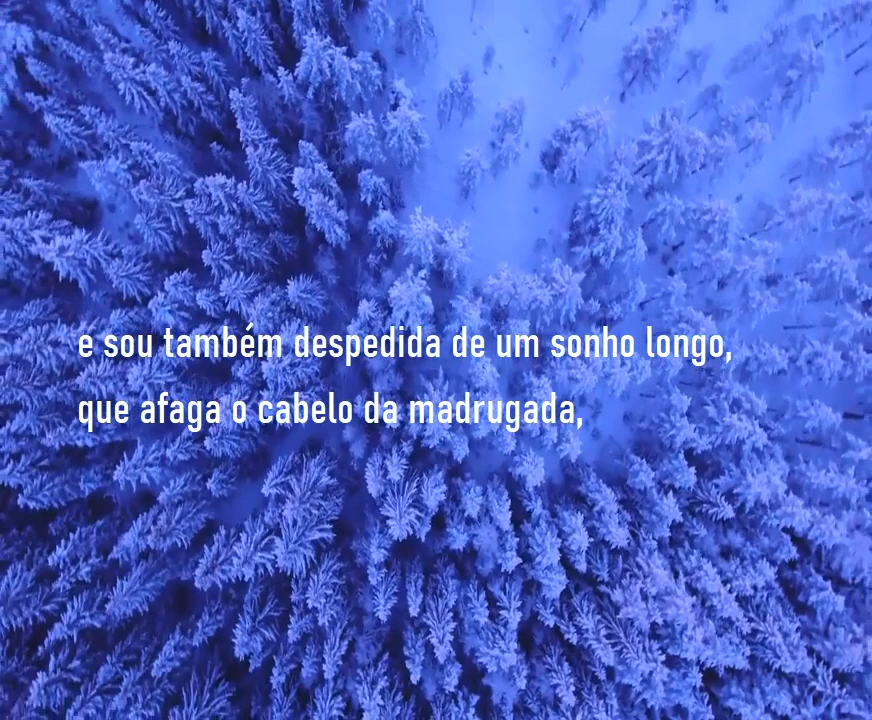 e sou também despedida de um sonho longo,
que afaga o cabelo da madrugada,